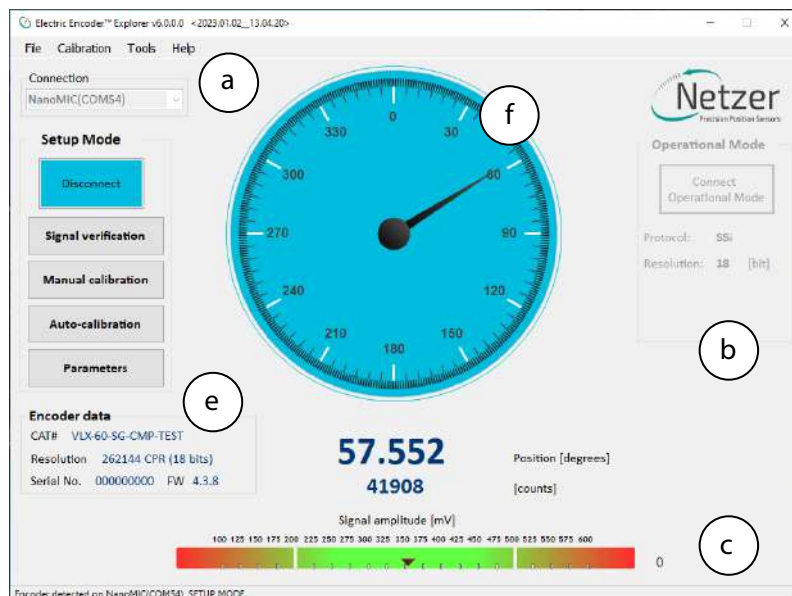 Electric Encoder™ Explorer v6.0.0.0 <2023.01.02__13.04.20>
File Calibration Tools Help
Connection
NanoMIC(COM54)
a
Setup Mode
Disconnect
Signal verification
Manual calibration
Auto-calibration
Parameters
e
Encoder data
CAT# VLX-60-SG-CMP-TEST
Resolution 262144 CPR (18 bits)
Serial No. 000000000 FW 4.3.8
f
0
30
60
90
120
150
180
210
240
270
300
330
57.552 Position [degrees]
41908 [counts]
Signal amplitude [mV]
100 125 150 175 200 225 250 275 300 325 350 375 400 425 450 475 500 525 550 575 600
0
c
Netzer
Precision Position Sensors
Operational Mode
Connect
Operational Mode
Protocol: SSi
Resolution: 18 [bit]
b
Encoder detected on NanoMIC(COM54) SETUP MODE